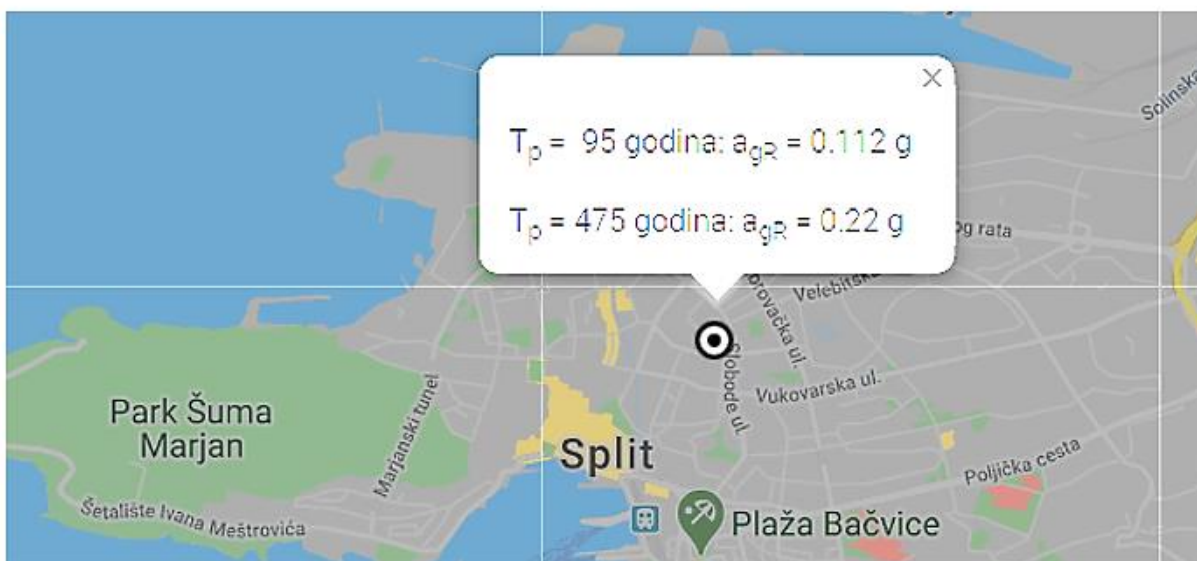 Solinska
×
Tp = 95 godina: agR = 0.112 g
Tp = 475 godina: agR = 0.22 g
og rata
Velebitska
orovačka ul.
Slobode ul.
Vukovarska ul.
Park Šuma
Marjan
Marjanski tunel
Split
Poljička cesta
Šetalište Ivana Meštrovića
Plaža Bačvice